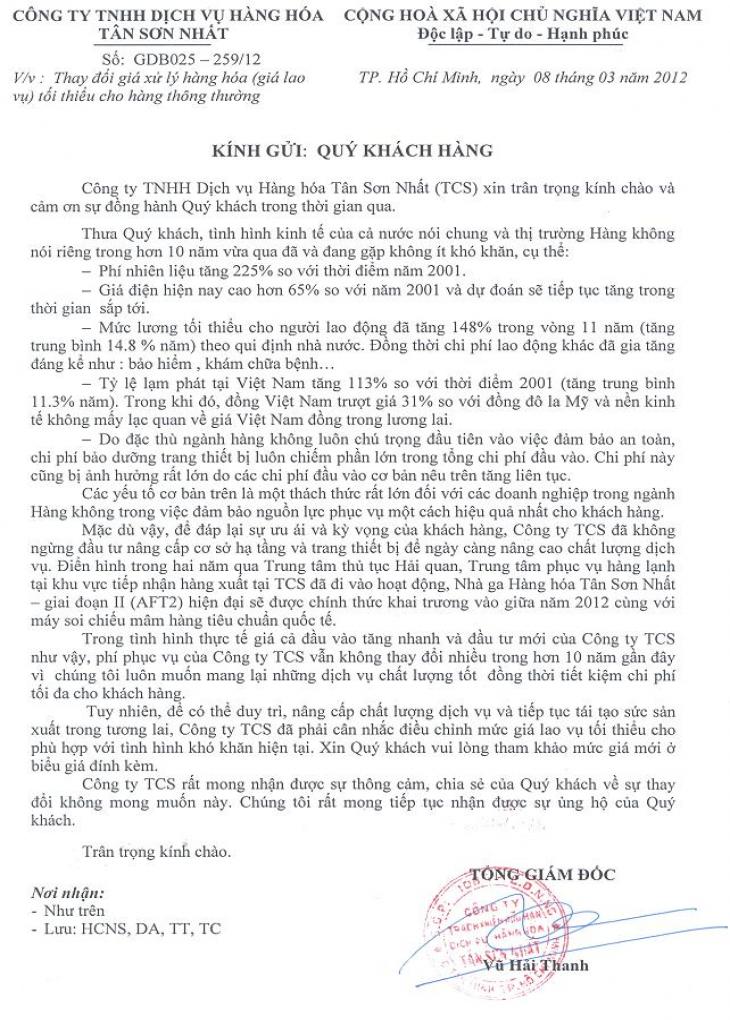 CÔNG TY TNHH DỊCH VỤ HÀNG HÓA
TÂN SƠN NHẤT
Số: GDB025 – 259/12
V/v : Thay đổi giá xử lý hàng hóa (giá lao
vụ) tối thiểu cho hàng thông thường
CỘNG HOÀ XÃ HỘI CHỦ NGHĨA VIỆT NAM
Độc lập - Tự do - Hạnh phúc
TP. Hồ Chí Minh, ngày 08 tháng 03 năm 2012
KÍNH GỬI: QUÝ KHÁCH HÀNG
Công ty TNHH Dịch vụ Hàng hóa Tân Sơn Nhất (TCS) xin trân trọng kính chào và
cảm ơn sự đồng hành Quý khách trong thời gian qua.
Thưa Quý khách, tình hình kinh tế của cả nước nói chung và thị trường Hàng không
nói riêng trong hơn 10 năm vừa qua đã và đang gặp không ít khó khăn, cụ thể:
– Phí nhiên liệu tăng 225% so với thời điểm năm 2001.
– Giá điện hiện nay cao hơn 65% so với năm 2001 và dự đoán sẽ tiếp tục tăng trong
thời gian sắp tới.
– Mức lương tối thiểu cho người lao động đã tăng 148% trong vòng 11 năm (tăng
trung bình 14.8 % năm) theo qui định nhà nước. Đồng thời chi phí lao động khác đã gia tăng
đáng kể như : bảo hiểm , khám chữa bệnh…
– Tỷ lệ lạm phát tại Việt Nam tăng 113% so với thời điểm 2001 (tăng trung bình
11.3% năm). Trong khi đó, đồng Việt Nam trượt giá 31% so với đồng đô la Mỹ và nền kinh
tế không mấy lạc quan về giá Việt Nam đồng trong lương lai.
– Do đặc thù ngành hàng không luôn chú trọng đầu tiên vào việc đảm bảo an toàn,
chi phí bảo dưỡng trang thiết bị luôn chiếm phần lớn trong tổng chi phí đầu vào. Chi phí này
cũng bị ảnh hưởng rất lớn do các chi phí đầu vào cơ bản nêu trên tăng liên tục.
Các yếu tố cơ bản trên là một thách thức rất lớn đối với các doanh nghiệp trong ngành
Hàng không trong việc đảm bảo nguồn lực phục vụ một cách hiệu quả nhất cho khách hàng.
Mặc dù vậy, để đáp lại sự ưu ái và kỳ vọng của khách hàng, Công ty TCS đã không
ngừng đầu tư nâng cấp cơ sở hạ tầng và trang thiết bị để ngày càng nâng cao chất lượng dịch
vụ. Điển hình trong hai năm qua Trung tâm thủ tục Hải quan, Trung tâm phục vụ hàng lạnh
tại khu vực tiếp nhận hàng xuất tại TCS đã đi vào hoạt động, Nhà ga Hàng hóa Tân Sơn Nhất
– giai đoạn II (AFT2) hiện đại sẽ được chính thức khai trương vào giữa năm 2012 cùng với
máy soi chiếu mâm hàng tiêu chuẩn quốc tế.
Trong tình hình thực tế giá cả đầu vào tăng nhanh và đầu tư mới của Công ty TCS
như vậy, phí phục vụ của Công ty TCS vẫn không thay đổi nhiều trong hơn 10 năm gần đây
vì chúng tôi luôn muốn mang lại những dịch vụ chất lượng tốt đồng thời tiết kiệm chi phí
tối đa cho khách hàng.
Tuy nhiên, để có thể duy trì, nâng cấp chất lượng dịch vụ và tiếp tục tái tạo sức sản
xuất trong tương lai, Công ty TCS đã phải cân nhắc điều chỉnh mức giá lao vụ tối thiểu cho
phù hợp với tình hình khó khăn hiện tại. Xin Quý khách vui lòng tham khảo mức giá mới ở
biểu giá đính kèm.
Công ty TCS rất mong nhận được sự thông cảm, chia sẻ của Quý khách về sự thay
đổi không mong muốn này. Chúng tôi rất mong tiếp tục nhận được sự ủng hộ của Quý
khách.
Trân trọng kính chào.
TỔNG GIÁM ĐỐC
Nơi nhận:
- Như trên
- Lưu: HCNS, DA, TT, TC
CÔNG TY
DỊCH VỤ HÀNG HÓA
TÂN SƠN NHẤT
Vũ Hải Thanh